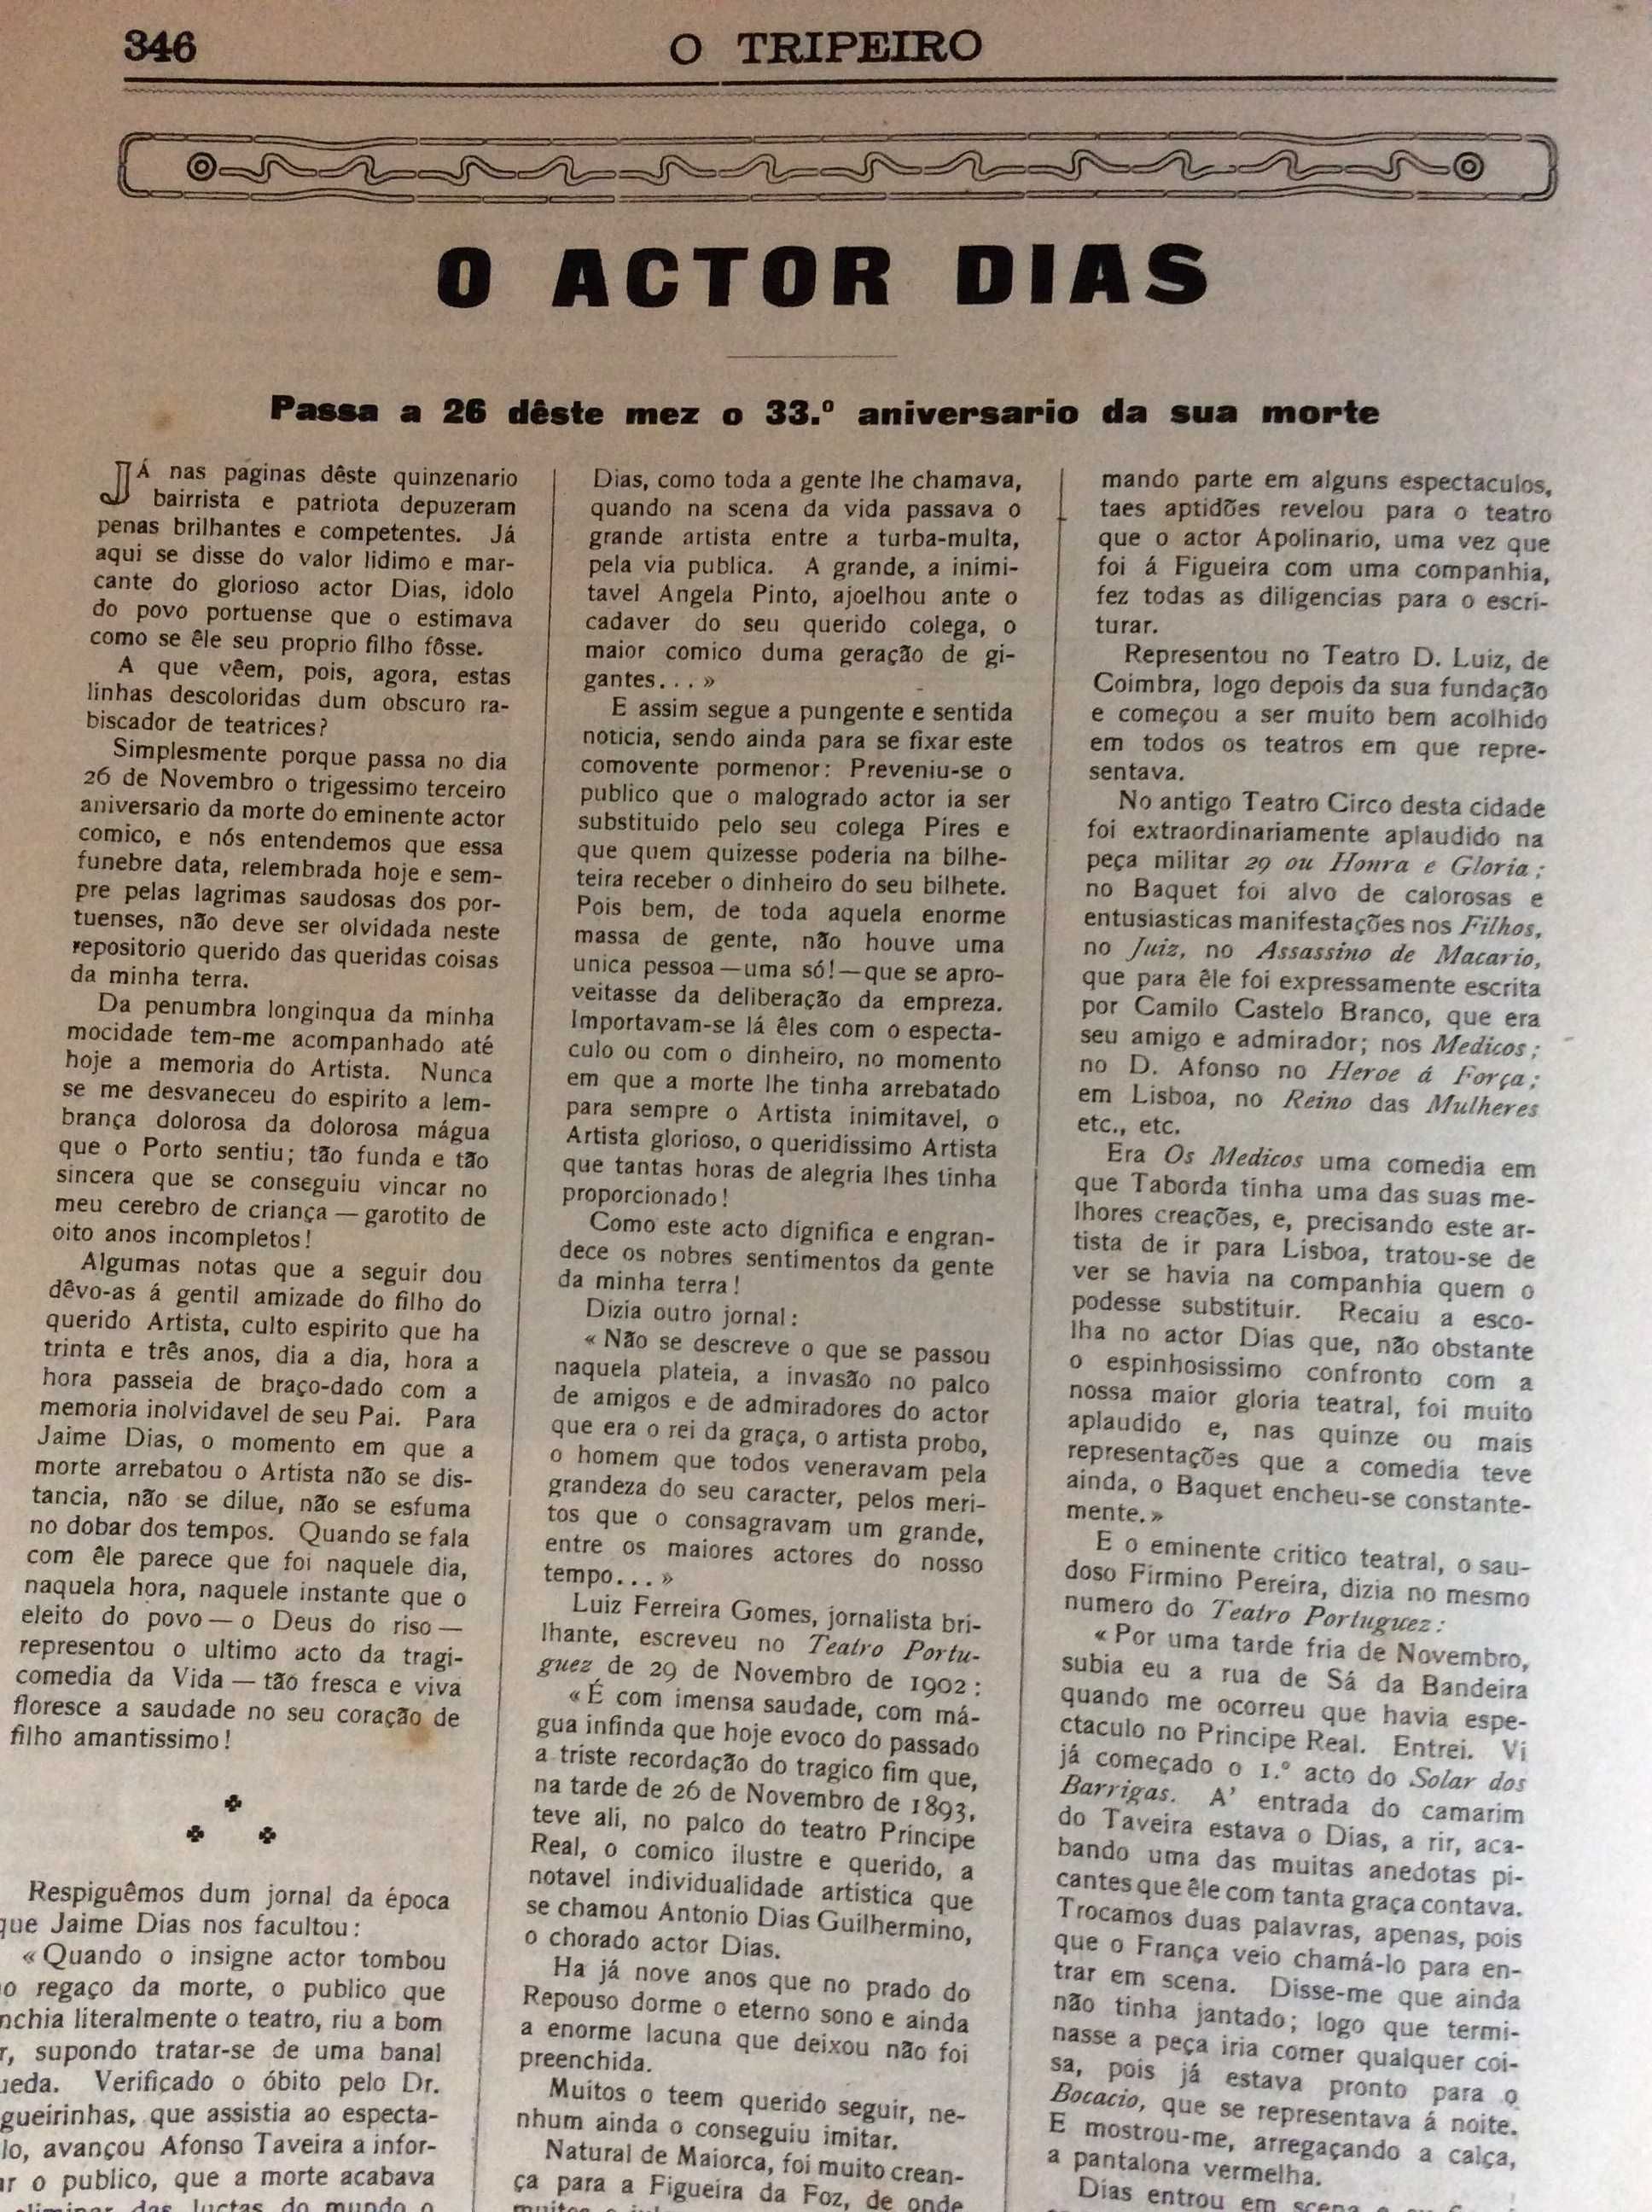 346
O TRIPEIRO
O ACTOR DIAS
Passa a 26 dêste mez o 33.º aniversario da sua morte
JÁ nas páginas dêste quinzenario
bairrista e patriota depuzeram
penas brilhantes e competentes. Já
aqui se disse do valor lidimo e mar-
cante do glorioso actor Dias, idolo
do povo portuense que o estimava
como se êle seu proprio filho fôsse.
A que vêem, pois, agora, estas
linhas descoloridas dum obscuro ra-
biscador de teatrices?
Simplesmente porque passa no dia
26 de Novembro o trigessimo terceiro
aniversario da morte do eminente actor
comico, e nós entendemos que essa
funebre data, relembrada hoje e sem-
pre pelas lagrimas saudosas dos por-
tuenses, não deve ser olvidada neste
repositorio querido das queridas coisas
da minha terra.
Da penumbra longinqua da minha
mocidade tem-me acompanhado até
hoje a memoria do Artista. Nunca
se me desvaneceu do espirito a lem-
brança dolorosa da dolorosa mágua
que o Porto sentiu; tão funda e tão
sincera que se conseguiu vincar no
meu cerebro de criança — garotito de
oito anos incompletos!
Algumas notas que a seguir dou
dêvo-as á gentil amizade do filho do
querido Artista, culto espirito que ha
trinta e três anos, dia a dia, hora a
hora passeia de braço-dado com a
memoria inolvidavel de seu Pai. Para
Jaime Dias, o momento em que a
morte arrebatou o Artista não se dis-
tancia, não se dilue, não se esfuma
no dobar dos tempos. Quando se fala
com êle parece que foi naquele dia,
naquela hora, naquele instante que o
eleito do povo — o Deus do riso —
representou o ultimo acto da tragi-
comedia da Vida — tão fresca e viva
floresce a saudade no seu coração de
filho amantissimo!
Respiguêmos dum jornal da época
que Jaime Dias nos facultou:
«Quando o insigne actor tombou
no regaço da morte, o publico que
nchia literalmente o teatro, riu a bom
r, supondo tratar-se de uma banal
ueda. Verificado o óbito pelo Dr.
gueirinhas, que assistia ao especta-
lo, avançou Afonso Taveira a infor-
ar o publico, que a morte acabava
eliminar das luctas do mundo o
Dias, como toda a gente lhe chamava,
quando na scena da vida passava o
grande artista entre a turba-multa,
pela via publica. A grande, a inimi-
tavel Angela Pinto, ajoelhou ante o
cadaver do seu querido colega, o
maior comico duma geração de gi-
gantes...»
E assim segue a pungente e sentida
noticia, sendo ainda para se fixar este
comovente pormenor: Preveniu-se o
publico que o malogrado actor ia ser
substituido pelo seu colega Pires e
que quem quizesse poderia na bilhe-
teira receber o dinheiro do seu bilhete.
Pois bem, de toda aquela enorme
massa de gente, não houve uma
unica pessoa — uma só! — que se apro-
veitasse da deliberação da empreza.
Importavam-se lá êles com o especta-
culo ou com o dinheiro, no momento
em que a morte lhe tinha arrebatado
para sempre o Artista inimitavel, o
Artista glorioso, o queridissimo Artista
que tantas horas de alegria lhes tinha
proporcionado!
Como este acto dignifica e engran-
dece os nobres sentimentos da gente
da minha terra!
Dizia outro jornal:
«Não se descreve o que se passou
naquela plateia, a invasão no palco
de amigos e de admiradores do actor
que era o rei da graça, o artista probo,
o homem que todos veneravam pela
grandeza do seu caracter, pelos meri-
tos que o consagravam um grande,
entre os maiores actores do nosso
tempo...»
Luiz Ferreira Gomes, jornalista bri-
lhante, escreveu no Teatro Portu-
guez de 29 de Novembro de 1902:
«É com imensa saudade, com má-
gua infinda que hoje evoco do passado
a triste recordação do tragico fim que,
na tarde de 26 de Novembro de 1893,
teve ali, no palco do teatro Principe
Real, o comico ilustre e querido, a
notavel individualidade artistica que
se chamou Antonio Dias Guilhermino,
o chorado actor Dias.
Ha já nove anos que no prado do
Repouso dorme o eterno sono e ainda
a enorme lacuna que deixou não foi
preenchida.
Muitos o teem querido seguir, ne-
nhum ainda o conseguiu imitar.
Natural de Maiorca, foi muito crean-
ça para a Figueira da Foz, de onde
mando parte em alguns espectaculos,
taes aptidões revelou para o teatro
que o actor Apolinario, uma vez que
foi á Figueira com uma companhia,
fez todas as diligencias para o escri-
turar.
Representou no Teatro D. Luiz, de
Coimbra, logo depois da sua fundação
e começou a ser muito bem acolhido
em todos os teatros em que repre-
sentava.
No antigo Teatro Circo desta cidade
foi extraordinariamente aplaudido na
peça militar 29 ou Honra e Gloria;
no Baquet foi alvo de calorosas e
entusiasticas manifestações nos Filhos,
no Juiz, no Assassino de Macario,
que para êle foi expressamente escrita
por Camilo Castelo Branco, que era
seu amigo e admirador; nos Medicos;
no D. Afonso no Heroe á Força;
em Lisboa, no Reino das Mulheres
etc., etc.
Era Os Medicos uma comedia em
que Taborda tinha uma das suas me-
lhores creações, e, precisando este ar-
tista de ir para Lisboa, tratou-se de
ver se havia na companhia quem o
podesse substituir. Recaiu a esco-
lha no actor Dias que, não obstante
o espinhosissimo confronto com a
nossa maior gloria teatral, foi muito
aplaudido e, nas quinze ou mais
representações que a comedia teve
ainda, o Baquet encheu-se constante-
mente.»
E o eminente critico teatral, o sau-
doso Firmino Pereira, dizia no mesmo
numero do Teatro Portuguez:
«Por uma tarde fria de Novembro,
subia eu a rua de Sá da Bandeira
quando me ocorreu que havia espe-
ctaculo no Principe Real. Entrei. Vi
já começado o 1.º acto do Solar dos
Barrigas. A' entrada do camarim
do Taveira estava o Dias, a rir, aca-
bando uma das muitas anedotas pi-
cantes que êle com tanta graça contava.
Trocamos duas palavras, apenas, pois
que o França veio chamá-lo para en-
trar em scena. Disse-me que ainda
não tinha jantado; logo que termi-
nasse a peça iria comer qualquer coi-
sa, pois já estava pronto para o
Bocacio, que se representava á noite.
E mostrou-me, arregaçando a calça,
a pantalona vermelha.
Dias entrou em scena